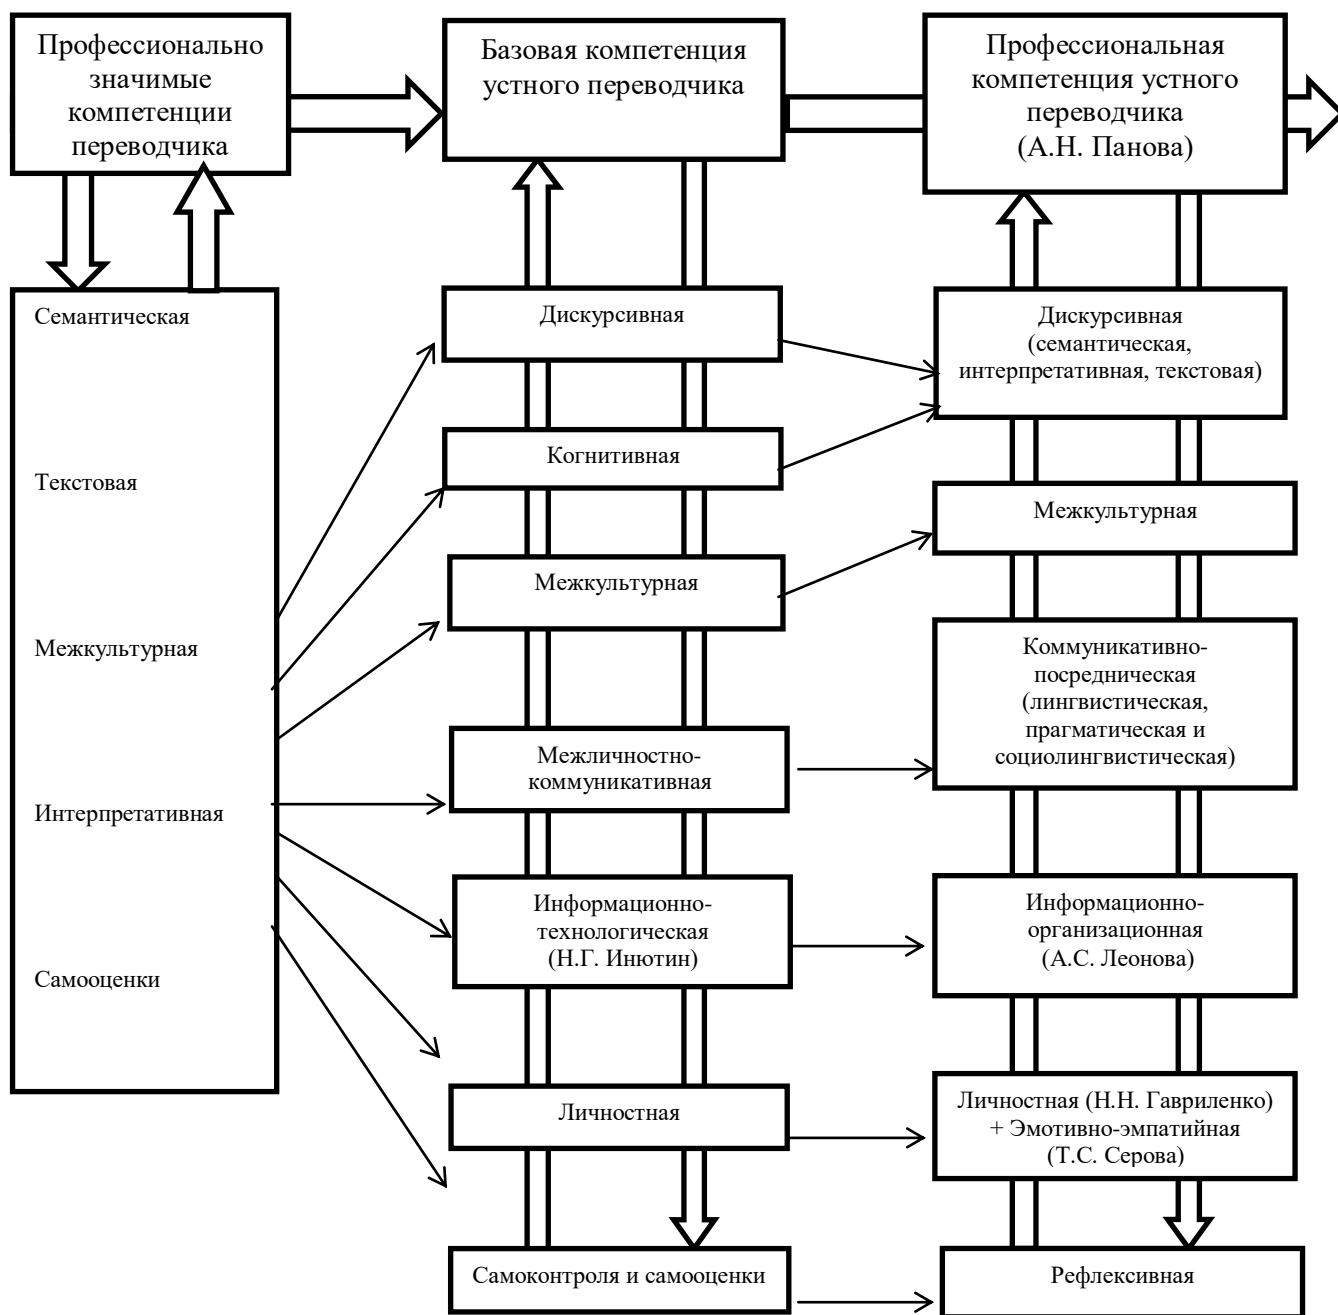 Профессионально
значимые
компетенции
переводчика
Базовая компетенция
устного переводчика
Профессиональная
компетенция устного
переводчика
(А.Н. Панова)
Семантическая
Текстовая
Межкультурная
Интерпретативная
Самооценки
Дискурсивная
Когнитивная
Межкультурная
Межличностно-
коммуникативная
Информационно-
технологическая
(Н.Г. Инютин)
Личностная
Самоконтроля и самооценки
Дискурсивная
(семантическая,
интерпретативная, текстовая)
Межкультурная
Коммуникативно-
посредническая
(лингвистическая,
прагматическая и
социолингвистическая)
Информационно-
организационная
(А.С. Леонова)
Личностная (Н.Н. Гавриленко)
+ Эмотивно-эмпатийная
(Т.С. Серова)
Рефлексивная